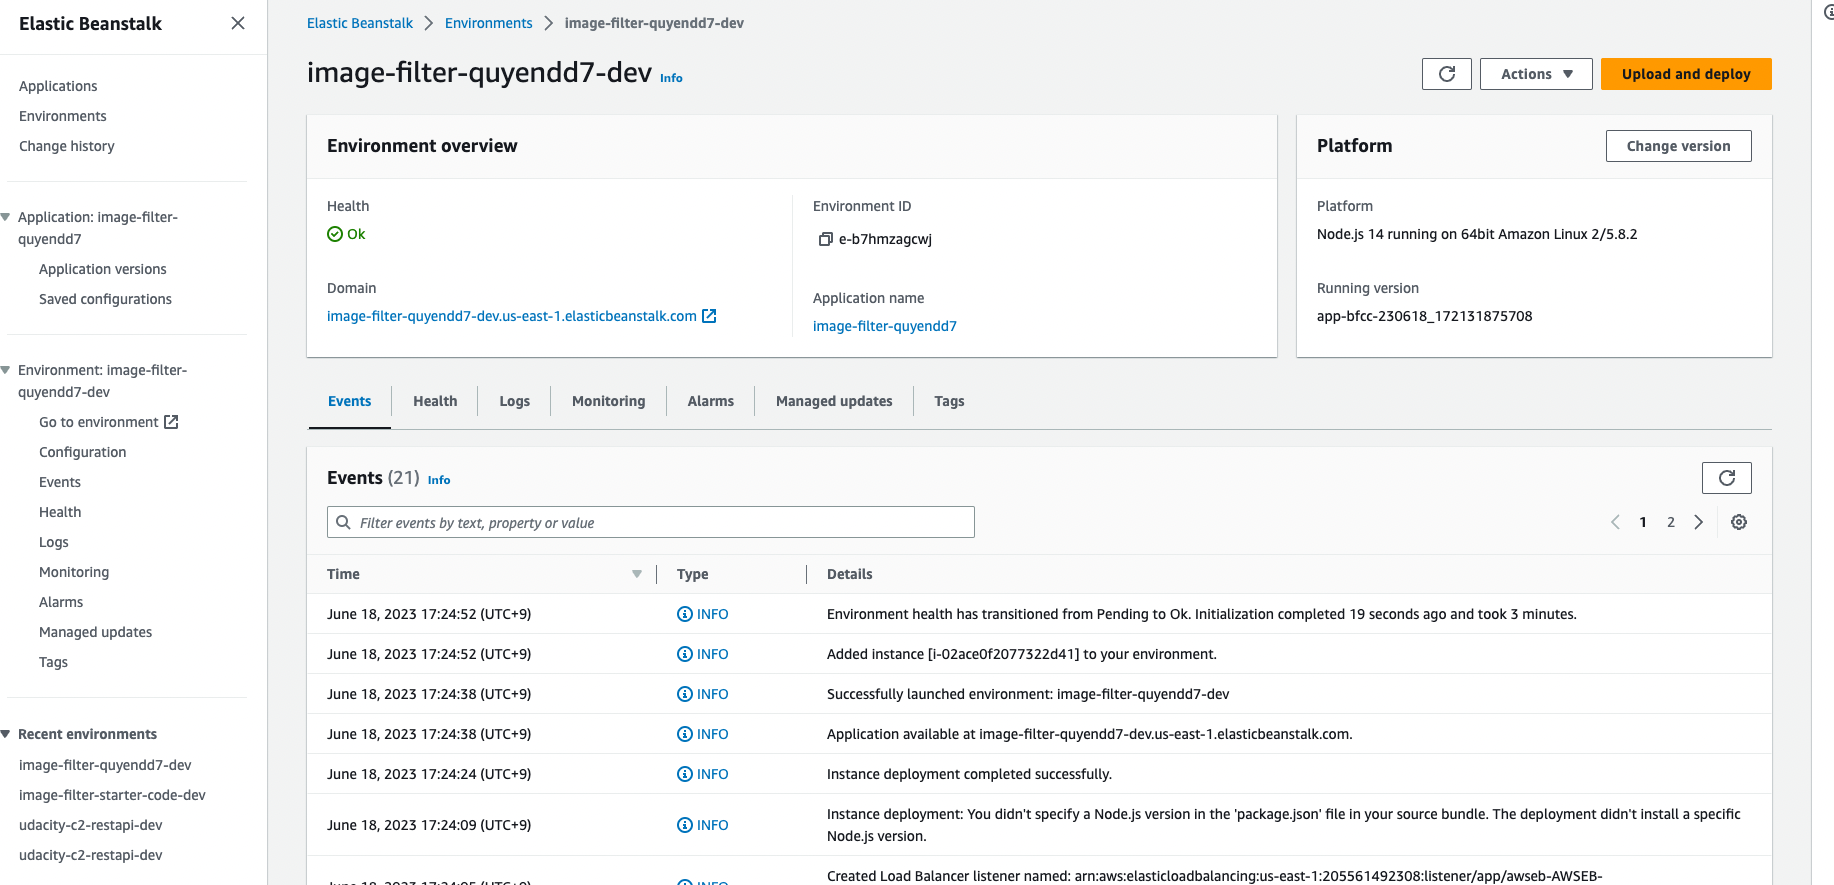 Elastic Beanstalk
Applications
Environments
Change history
Application: image-filter-
quyendd7
Application versions
Saved configurations
Environment: image-filter-
quyendd7-dev
Go to environment
Configuration
Events
Health
Logs
Monitoring
Alarms
Managed updates
Tags
Recent environments
image-filter-quyendd7-dev
image-filter-starter-code-dev
udacity-c2-restapi-dev
udacity-c2-restapi-dev
Elastic Beanstalk > Environments > image-filter-quyendd7-dev
image-filter-quyendd7-dev Info
Actions Upload and deploy
Environment overview
Health
Ok
Domain
image-filter-quyendd7-dev.us-east-1.elasticbeanstalk.com
Environment ID
e-b7hmzagcwj
Application name
image-filter-quyendd7
Platform Change version
Platform
Node.js 14 running on 64bit Amazon Linux 2/5.8.2
Running version
app-bfcc-230618_172131875708
Events Health Logs Monitoring Alarms Managed updates Tags
Events (21) Info
Filter events by text, property or value
1 2
Time Type Details
June 18, 2023 17:24:52 (UTC+9) INFO Environment health has transitioned from Pending to Ok. Initialization completed 19 seconds ago and took 3 minutes.
June 18, 2023 17:24:52 (UTC+9) INFO Added instance [i-02ace0f2077322d41] to your environment.
June 18, 2023 17:24:38 (UTC+9) INFO Successfully launched environment: image-filter-quyendd7-dev
June 18, 2023 17:24:38 (UTC+9) INFO Application available at image-filter-quyendd7-dev.us-east-1.elasticbeanstalk.com.
June 18, 2023 17:24:24 (UTC+9) INFO Instance deployment completed successfully.
June 18, 2023 17:24:09 (UTC+9) INFO Instance deployment: You didn't specify a Node.js version in the 'package.json' file in your source bundle. The deployment didn't install a specific
Node.js version.
Created Load Balancer listener named: arn:aws:elasticloadbalancing:us-east-1:205561492308:listener/app/awseb-AWSEB-